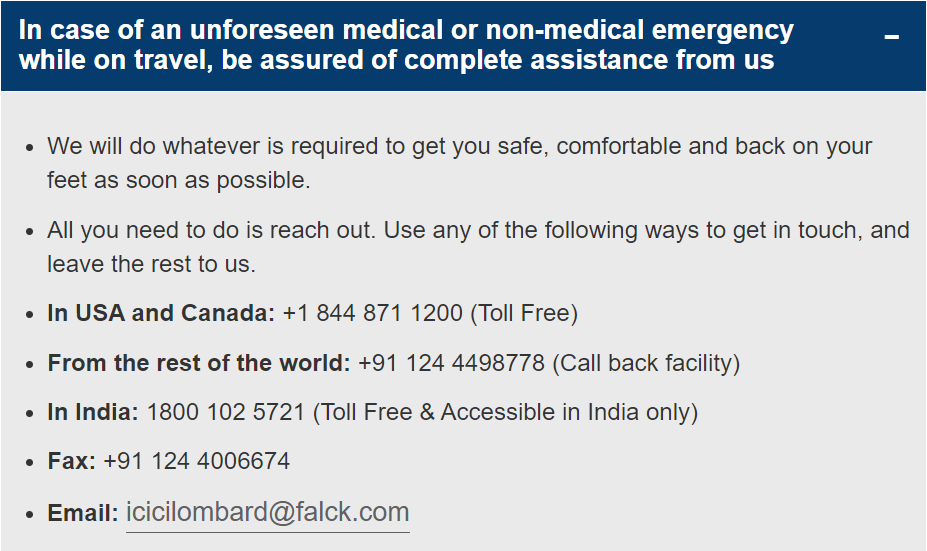 In case of an unforeseen medical or non-medical emergency
while on travel, be assured of complete assistance from us
• We will do whatever is required to get you safe, comfortable and back on your
feet as soon as possible.
• All you need to do is reach out. Use any of the following ways to get in touch, and
leave the rest to us.
• In USA and Canada: +1 844 871 1200 (Toll Free)
• From the rest of the world: +91 124 4498778 (Call back facility)
• In India: 1800 102 5721 (Toll Free & Accessible in India only)
• Fax: +91 124 4006674
• Email: icicilombard@falck.com